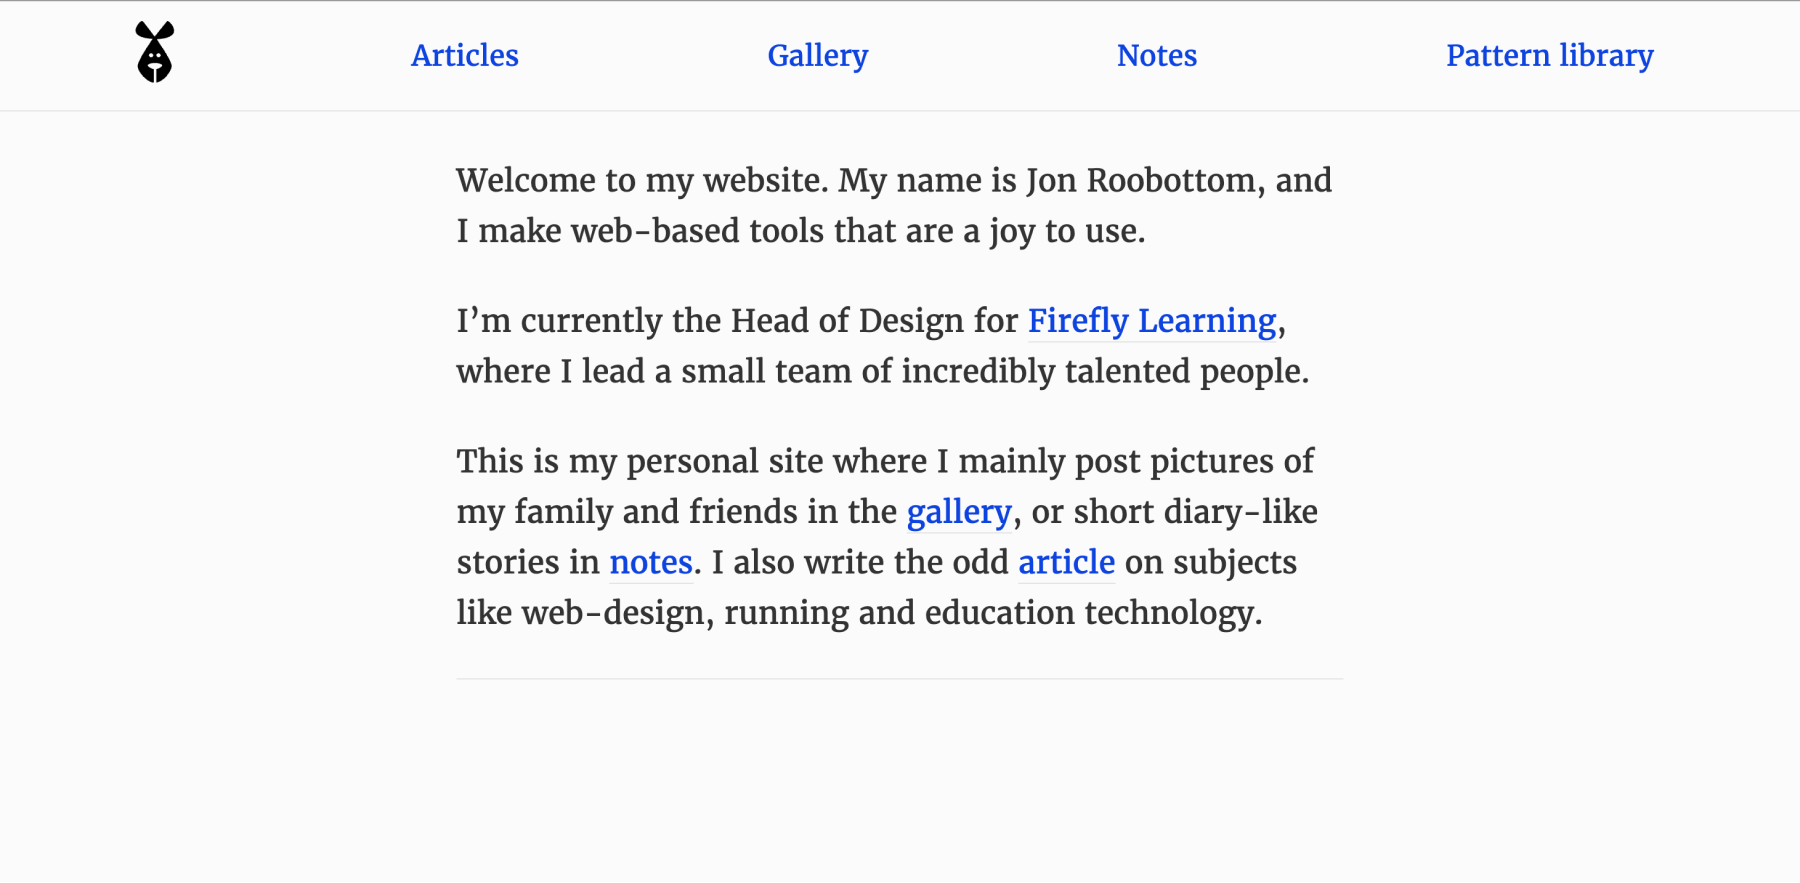 Articles Gallery Notes Pattern library
Welcome to my website. My name is Jon Roobottom, and
I make web-based tools that are a joy to use.
I’m currently the Head of Design for Firefly Learning,
where I lead a small team of incredibly talented people.
This is my personal site where I mainly post pictures of
my family and friends in the gallery, or short diary-like
stories in notes. I also write the odd article on subjects
like web-design, running and education technology.